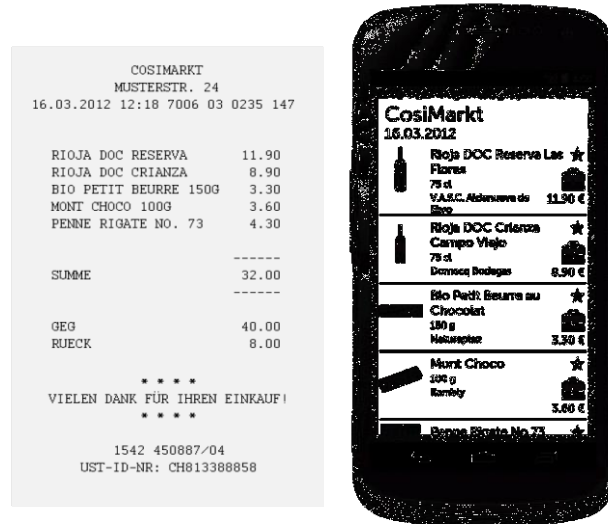 COSIMARKT
MUSTERSTR. 24
16.03.2012 12:18 7006 03 0235 147
RIOJA DOC RESERVA 11.90
RIOJA DOC CRIANZA 8.90
BIO PETIT BEURRE 150G 3.30
MONT CHOCO 100G 3.60
PENNE RIGATE NO. 73 4.30
------
SUMME 32.00
------
GEG 40.00
RUECK 8.00
* * * *
VIELEN DANK FÜR IHREN EINKAUF!
* * * *
1542 450887/04
UST-ID-NR: CH813388858
CosiMarkt
16.03.2012
Rioja DOC Reserva Las
Flores
75 cl
V.A.S.C. de
Ebro 11.90 €
Rioja DOC Crianza
Campo Viejo
75 cl
Domecq Bodegas 8.90 €
Bio Petit Beurre au
Chocolat
150 g
Naturaplan 3.30 €
Munt Choco
100 g
Kambly 3.60 €
Penne Rigate No 73